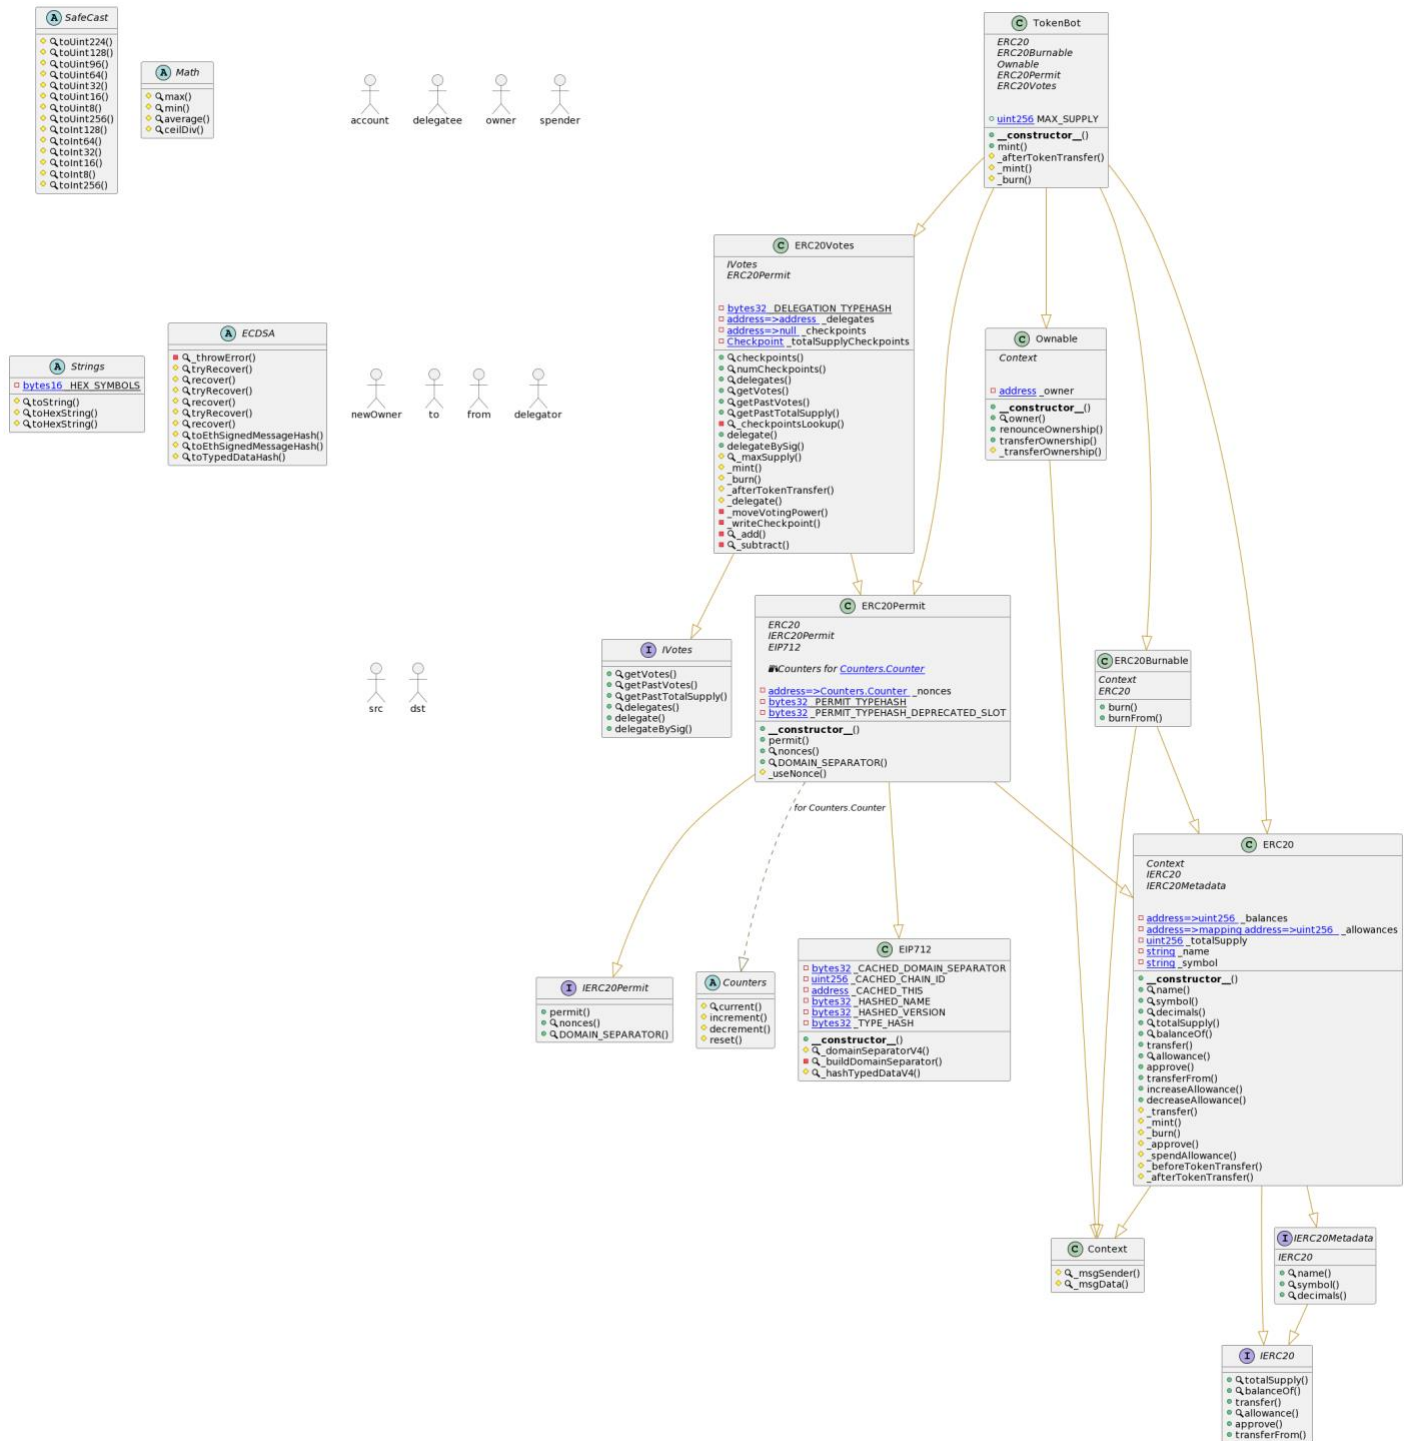 A SafeCast
toUint224()
toUint128()
toUint96()
toUint64()
toUint32()
toUint16()
toUint8()
toUint256()
toInt128()
toInt64()
toInt32()
toInt16()
toInt8()
toInt256()
A Math
max()
min()
average()
ceilDiv()
account
delegatee
owner
spender
C TokenBot
ERC20
ERC20Burnable
Ownable
ERC20Permit
ERC20Votes
uint256 MAX_SUPPLY
__constructor__()
mint()
_afterTokenTransfer()
_mint()
_burn()
A Strings
bytes16 _HEX_SYMBOLS
toString()
toHexString()
toHexString()
A ECDSA
_throwError()
tryRecover()
recover()
tryRecover()
recover()
tryRecover()
recover()
toEthSignedMessageHash()
toEthSignedMessageHash()
toTypedDataHash()
newOwner
to
from
delegator
C ERC20Votes
IVotes
ERC20Permit
bytes32 _DELEGATION_TYPEHASH
address=>address _delegates
address=>null _checkpoints
Checkpoint _totalSupplyCheckpoints
checkpoints()
numCheckpoints()
delegates()
getVotes()
getPastVotes()
getPastTotalSupply()
_checkpointsLookup()
delegate()
delegateBySig()
_maxSupply()
_mint()
_burn()
_afterTokenTransfer()
_delegate()
_moveVotingPower()
_writeCheckpoint()
_add()
_subtract()
C Ownable
Context
address _owner
__constructor__()
owner()
renounceOwnership()
transferOwnership()
_transferOwnership()
src
dst
I IVotes
getVotes()
getPastVotes()
getPastTotalSupply()
delegates()
delegate()
delegateBySig()
C ERC20Permit
ERC20
IERC20Permit
EIP712
Counters for Counters.Counter
address=>Counters.Counter _nonces
bytes32 _PERMIT_TYPEHASH
bytes32 _PERMIT_TYPEHASH_DEPRECATED_SLOT
__constructor__()
permit()
nonces()
DOMAIN_SEPARATOR()
_useNonce()
C ERC20Burnable
Context
ERC20
burn()
burnFrom()
for Counters.Counter
C ERC20
Context
IERC20
IERC20Metadata
address=>uint256 _balances
address=>mapping address=>uint256 _allowances
uint256 _totalSupply
string _name
string _symbol
__constructor__()
name()
symbol()
decimals()
totalSupply()
balanceOf()
transfer()
allowance()
approve()
transferFrom()
increaseAllowance()
decreaseAllowance()
_transfer()
_mint()
_burn()
_approve()
_spendAllowance()
_beforeTokenTransfer()
_afterTokenTransfer()
I IERC20Permit
permit()
nonces()
DOMAIN_SEPARATOR()
A Counters
current()
increment()
decrement()
reset()
C EIP712
bytes32 _CACHED_DOMAIN_SEPARATOR
uint256 _CACHED_CHAIN_ID
address _CACHED_THIS
bytes32 _HASHED_NAME
bytes32 _HASHED_VERSION
bytes32 _TYPE_HASH
__constructor__()
_domainSeparatorV4()
_buildDomainSeparator()
_hashTypedDataV4()
C Context
_msgSender()
_msgData()
I IERC20Metadata
IERC20
name()
symbol()
decimals()
I IERC20
totalSupply()
balanceOf()
transfer()
allowance()
approve()
transferFrom()